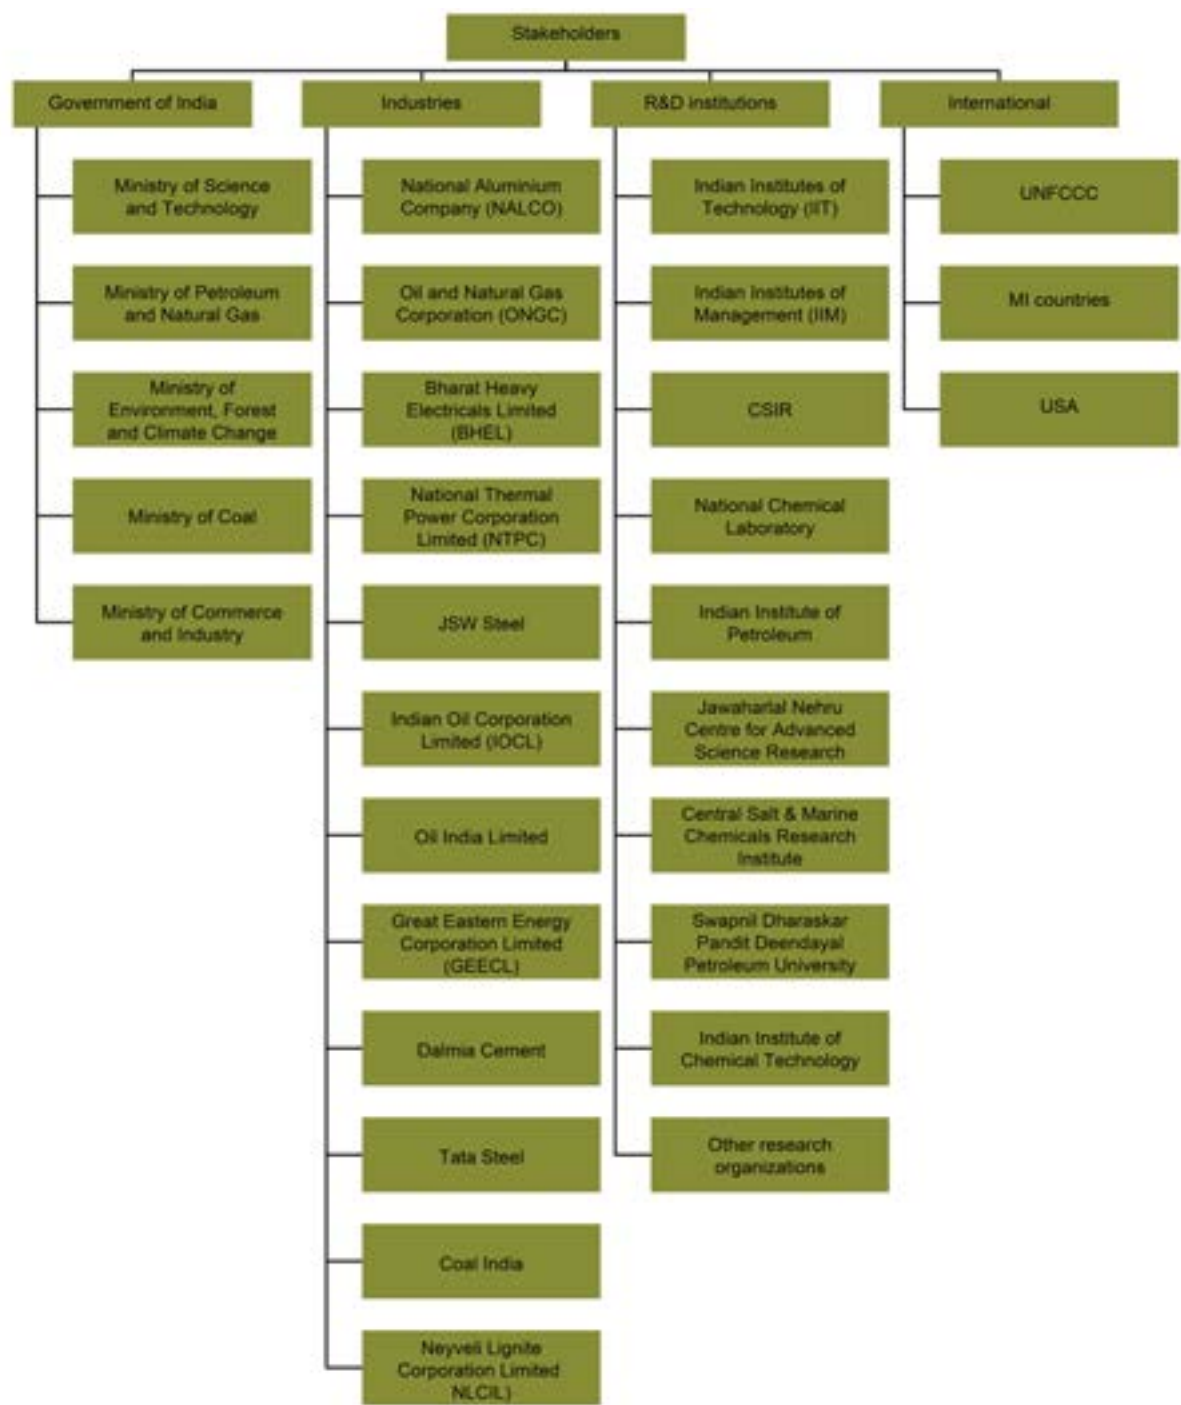 Stakeholders
Government of India
Industries
R&D institutions
International
Ministry of Science
and Technology
Ministry of Petroleum
and Natural Gas
Ministry of
Environment, Forest
and Climate Change
Ministry of Coal
Ministry of Commerce
and Industry
National Aluminium
Company (NALCO)
Oil and Natural Gas
Corporation (ONGC)
Bharat Heavy
Electricals Limited
(BHEL)
National Thermal
Power Corporation
Limited (NTPC)
JSW Steel
Indian Oil Corporation
Limited (IOCL)
Oil India Limited
Great Eastern Energy
Corporation Limited
(GEECL)
Dalmia Cement
Tata Steel
Coal India
Neyveli Lignite
Corporation Limited
NLCIL)
Indian Institutes of
Technology (IIT)
Indian Institutes of
Management (IIM)
CSIR
National Chemical
Laboratory
Indian Institute of
Petroleum
Jawaharlal Nehru
Centre for Advanced
Science Research
Central Salt & Marine
Chemicals Research
Institute
Swapnil Dharaskar
Pandit Deendayal
Petroleum University
Indian Institute of
Chemical Technology
Other research
organizations
UNFCCC
MI countries
USA